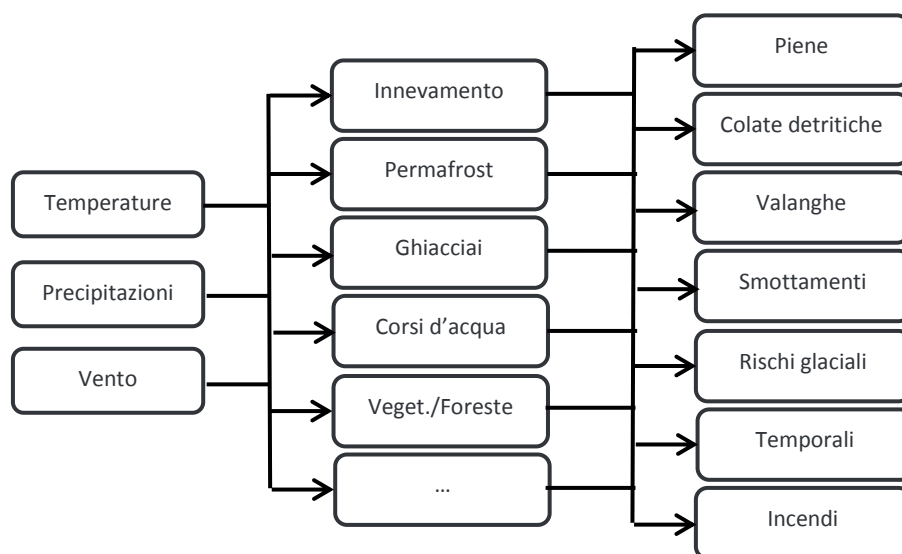 Temperature
Precipitazioni
Vento
Innevamento
Permafrost
Ghiacciai
Corsi d’acqua
Veget./Foreste
...
Piene
Colate detritiche
Valanghe
Smottamenti
Rischi glaciali
Temporali
Incendi